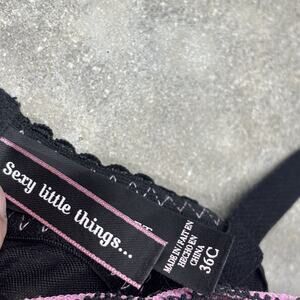 Sexy little things...
MADE IN / FAIT EN
HECHO EN
CHINA
36C